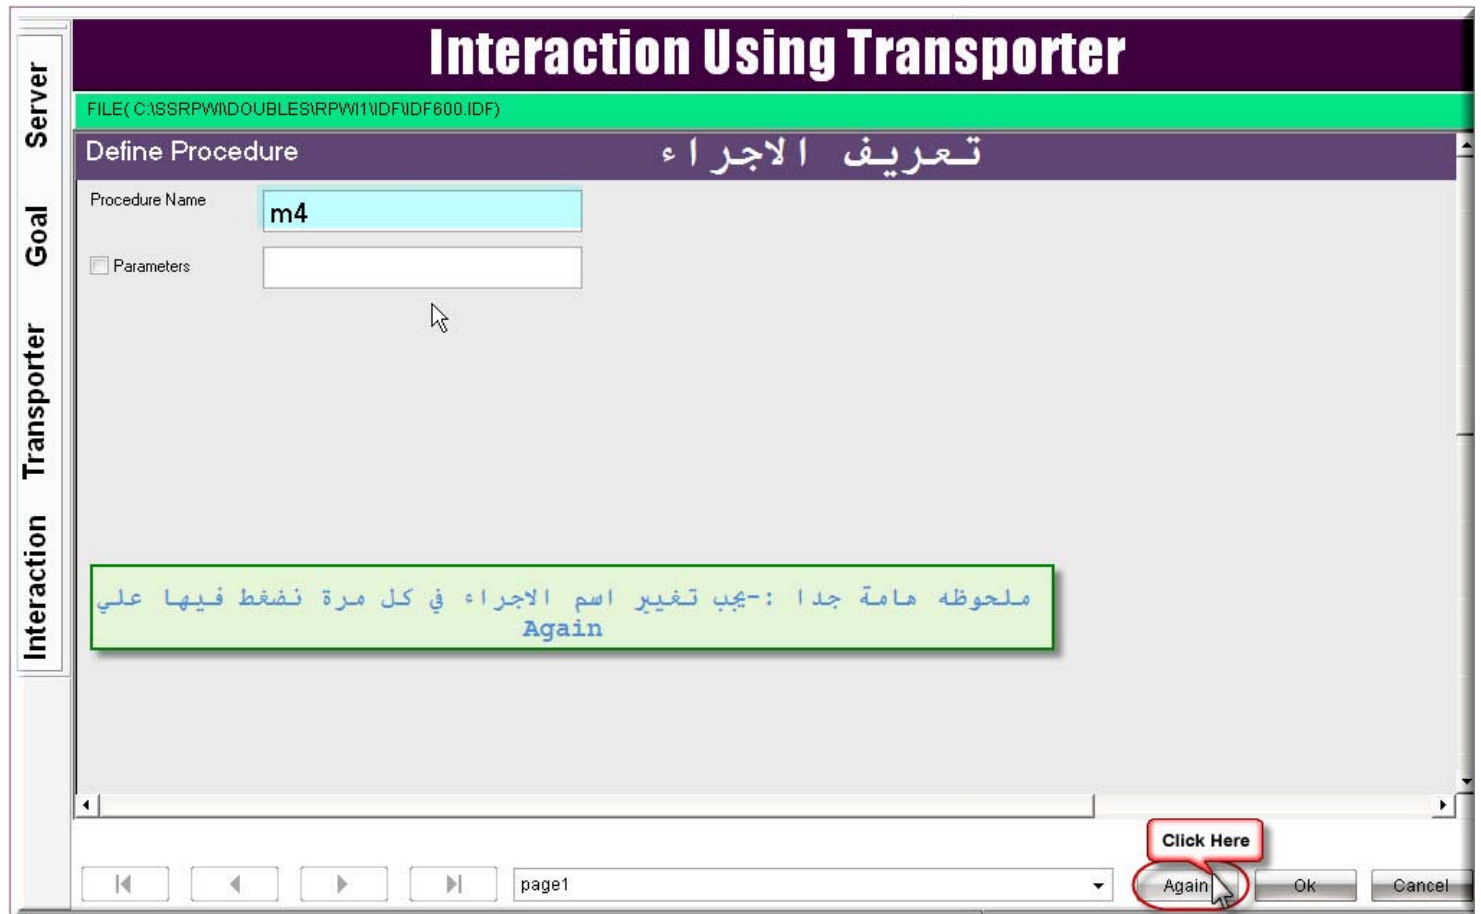 Interaction Using Transporter
Server
Goal
Transporter
Interaction
FILE( C:\SSRPWI\DOUBLES\RPWI1\IDF\IDF600.IDF)
Define Procedure تعريف الاجراء
Procedure Name m4
Parameters
ملحوظه هامة جدا :-يجب تغيير اسم الاجراء في كل مرة نضغط فيها علي
Again
Click Here
page1 Again Ok Cancel